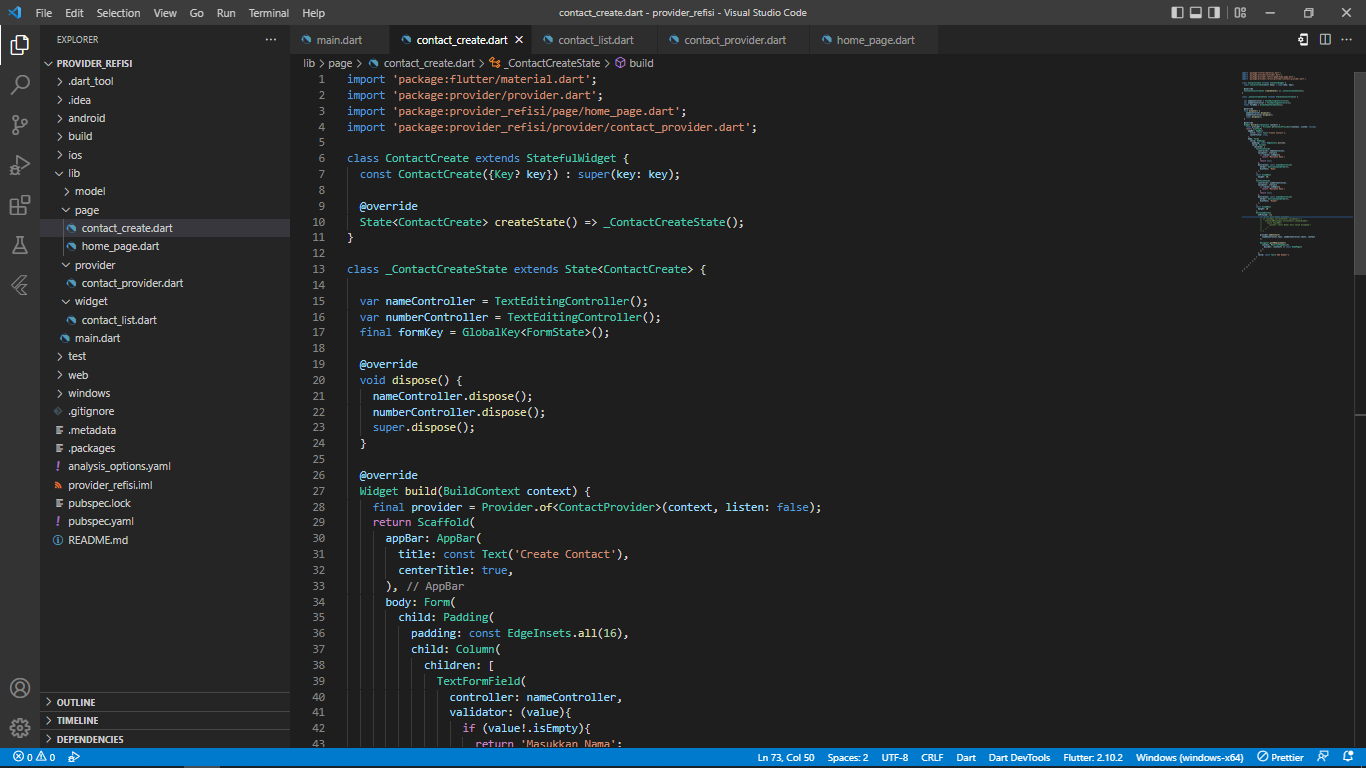 File Edit Selection View Go Run Terminal Help
contact_create.dart - provider_refisi - Visual Studio Code
EXPLORER
PROVIDER_REFISI
.dart_tool
.idea
android
build
ios
lib
model
page
contact_create.dart
home_page.dart
provider
contact_provider.dart
widget
contact_list.dart
main.dart
test
web
windows
.gitignore
.metadata
.packages
analysis_options.yaml
provider_refisi.iml
pubspec.lock
pubspec.yaml
README.md
OUTLINE
TIMELINE
DEPENDENCIES
main.dart contact_create.dart contact_list.dart contact_provider.dart home_page.dart
lib > page > contact_create.dart > _ContactCreateState > build
1 import 'package:flutter/material.dart';
2 import 'package:provider/provider.dart';
3 import 'package:provider_refisi/page/home_page.dart';
4 import 'package:provider_refisi/provider/contact_provider.dart';
5
6 class ContactCreate extends StatefulWidget {
7 const ContactCreate({Key? key}) : super(key: key);
8
9 @override
10 State<ContactCreate> createState() => _ContactCreateState();
11 }
12
13 class _ContactCreateState extends State<ContactCreate> {
14
15 var nameController = TextEditingController();
16 var numberController = TextEditingController();
17 final formKey = GlobalKey<FormState>();
18
19 @override
20 void dispose() {
21 nameController.dispose();
22 numberController.dispose();
23 super.dispose();
24 }
25
26 @override
27 Widget build(BuildContext context) {
28 final provider = Provider.of<ContactProvider>(context, listen: false);
29 return Scaffold(
30 appBar: AppBar(
31 title: const Text('Create Contact'),
32 centerTitle: true,
33 ), // AppBar
34 body: Form(
35 child: Padding(
36 padding: const EdgeInsets.all(16),
37 child: Column(
38 children: [
39 TextFormField(
40 controller: nameController,
41 validator: (value){
42 if (value!.isEmpty){
43 return 'Masukkan Nama';
0 0 Ln 73, Col 50 Spaces: 2 UTF-8 CRLF Dart Dart DevTools Flutter: 2.10.2 Windows (windows-x64) Prettier